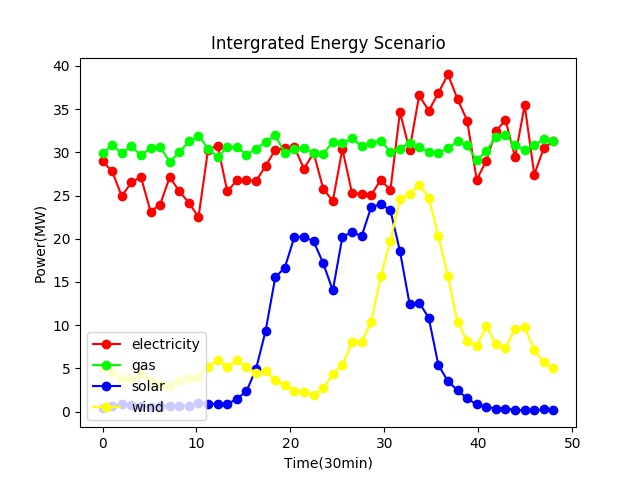 Intergrated Energy Scenario
Power(MW)
40
35
30
25
20
15
10
5
0
electricity
gas
solar
wind
0 10 20 30 40 50
Time(30min)